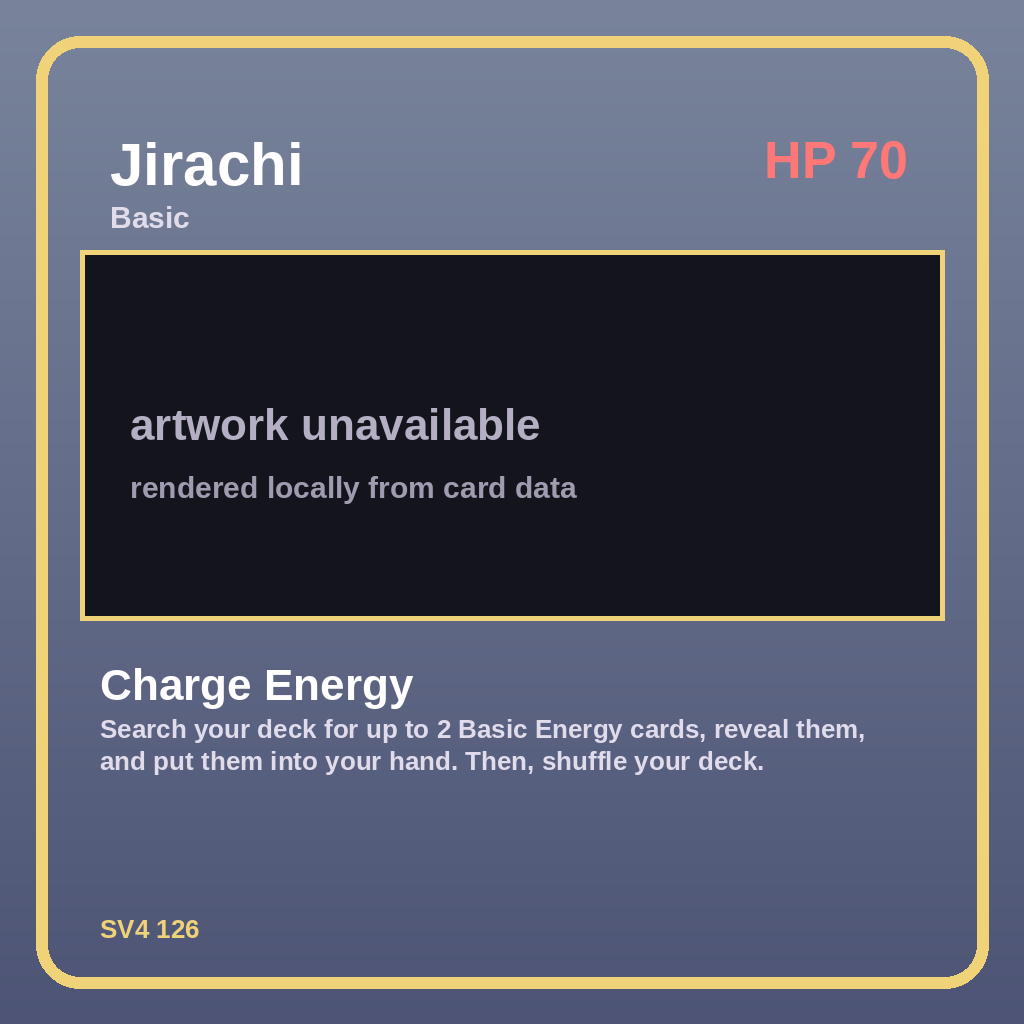 Jirachi
HP 70
Basic
artwork unavailable
rendered locally from card data
Charge Energy
Search your deck for up to 2 Basic Energy cards, reveal them,
and put them into your hand. Then, shuffle your deck.
SV4 126